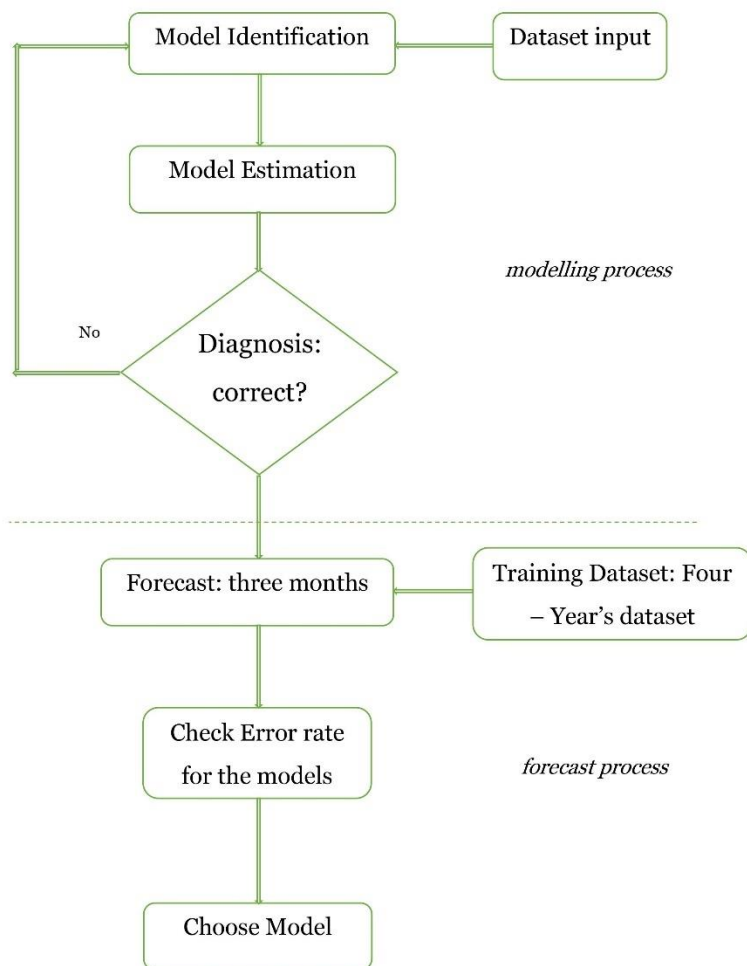 Model Identification
Dataset input
Model Estimation
modelling process
No
Diagnosis:
correct?
Forecast: three months
Training Dataset: Four
– Year’s dataset
Check Error rate
for the models
forecast process
Choose Model